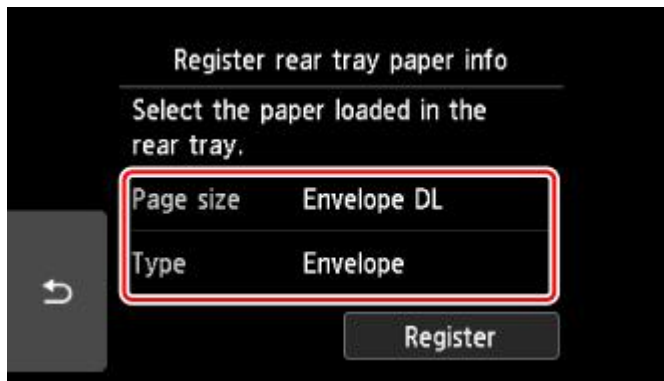 Register rear tray paper info
Select the paper loaded in the
rear tray.
Page size Envelope DL
Type Envelope
Register